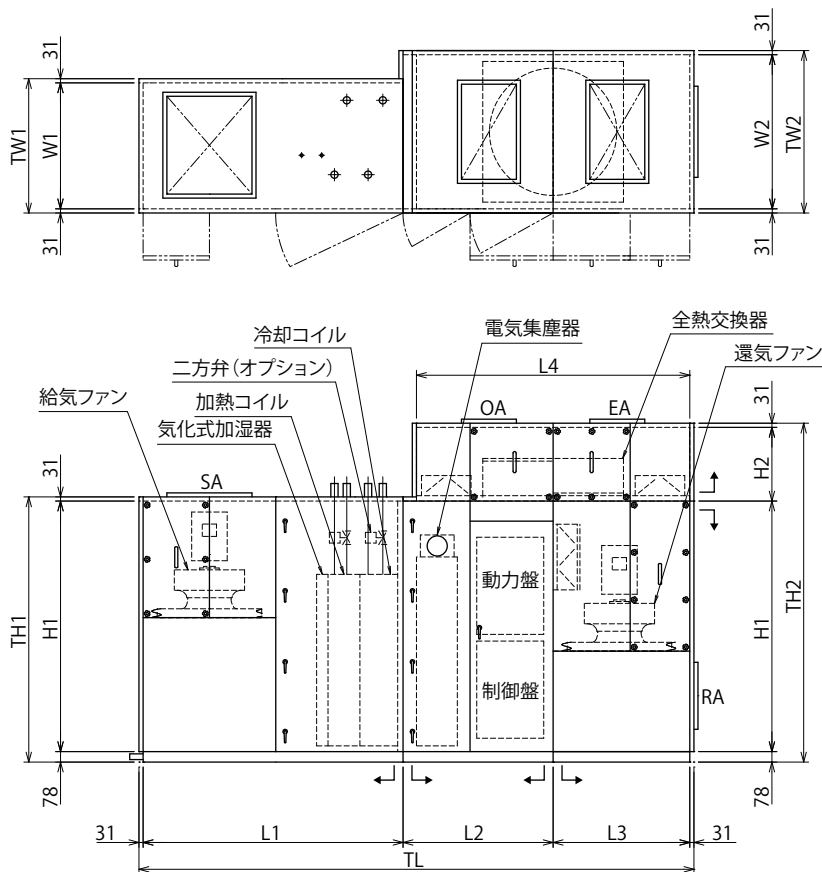 31
TW1
W1
31
31
W2
TW2
31
冷却コイル
二方弁（オプション）
加熱コイル
気化式加湿器
給気ファン
電気集塵器
全熱交換器
還気ファン
L4
OA
EA
SA
31
H2
31
TH1
H1
動力盤
制御盤
RA
H1
TH2
78
78
31
L1
L2
L3
31
TL